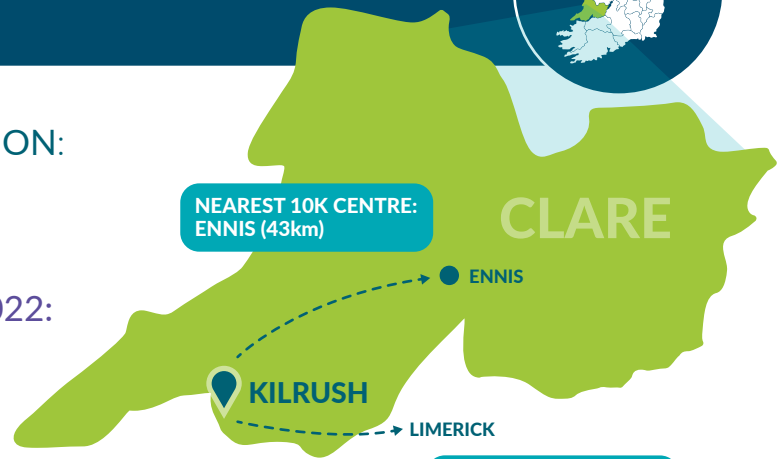 ON:
NEAREST 10K CENTRE:
ENNIS (43km)
CLARE
ENNIS
022:
KILRUSH
LIMERICK